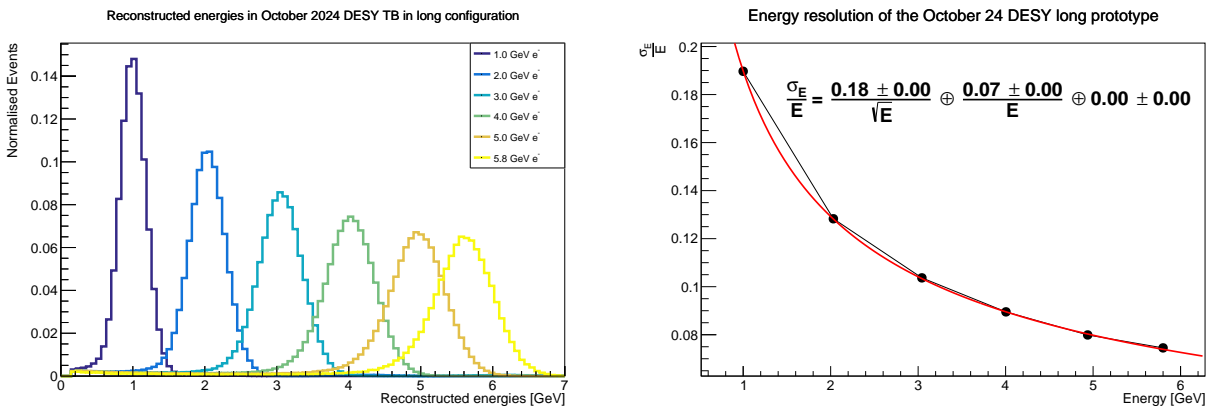 Reconstructed energies in October 2024 DESY TB in long configuration
Normalised Events
0.14
0.12
0.1
0.08
0.06
0.04
0.02
0
1.0 GeV e⁻
2.0 GeV e⁻
3.0 GeV e⁻
4.0 GeV e⁻
5.0 GeV e⁻
5.8 GeV e⁻
0 1 2 3 4 5 6 7
Reconstructed energies [GeV]
Energy resolution of the October 24 DESY long prototype
σ_E/E
0.2
0.18
0.16
0.14
0.12
0.1
0.08
σ_E/E = 0.18 ± 0.00/√E ⊕ 0.07 ± 0.00/E ⊕ 0.00 ± 0.00
1 2 3 4 5 6
Energy [GeV]